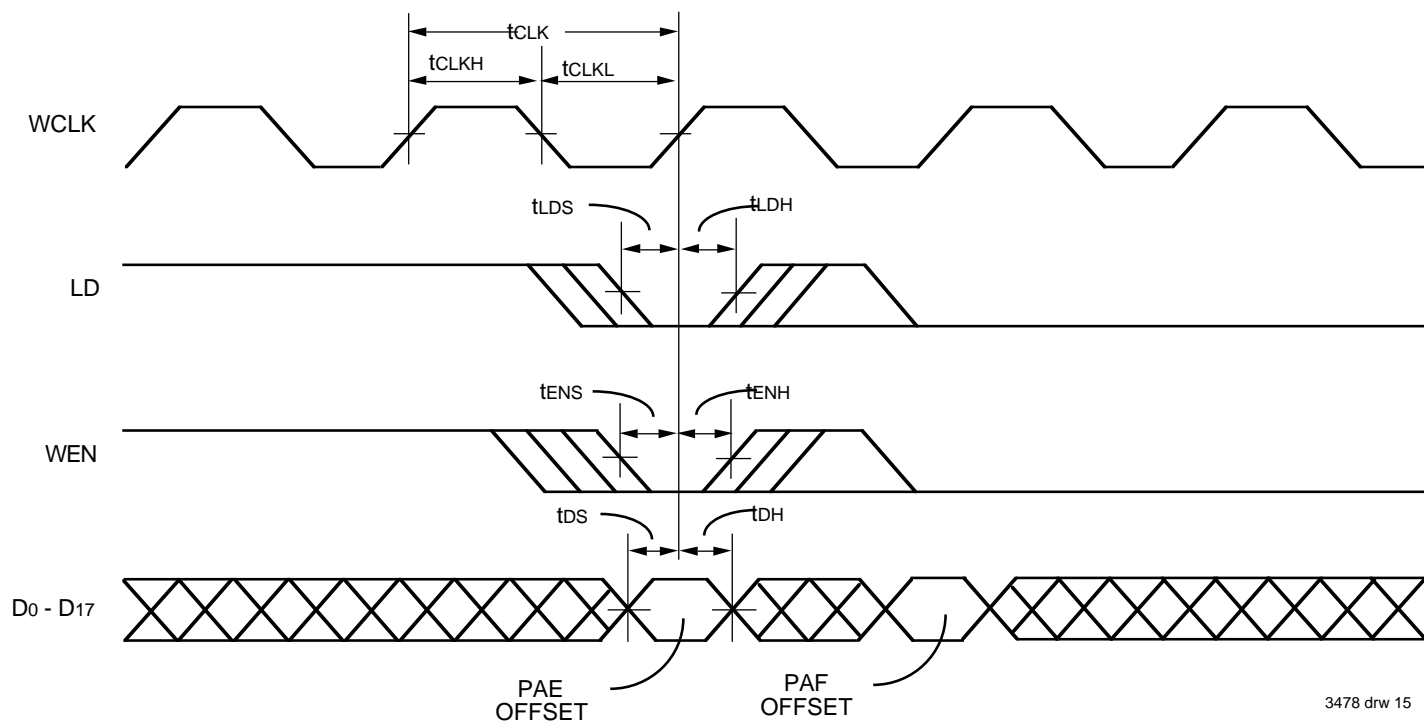 tCLK
tCLKH
tCLKL
WCLK
tLDS
tLDH
LD
tENS
tENH
WEN
tDS
tDH
D0 - D17
PAE
OFFSET
PAF
OFFSET
3478 drw 15